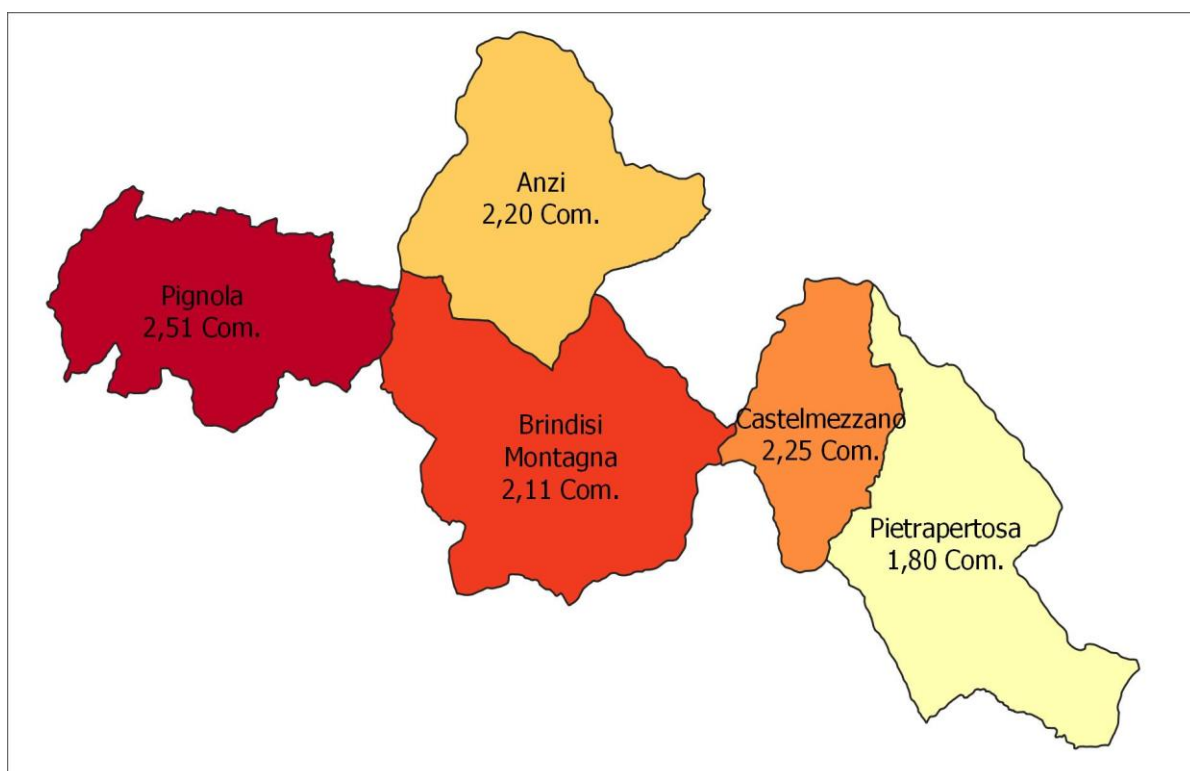 Anzi
2,20 Com.
Pignola
2,51 Com.
Brindisi
Montagna
2,11 Com.
Castelmezzano
2,25 Com.
Pietrapertosa
1,80 Com.